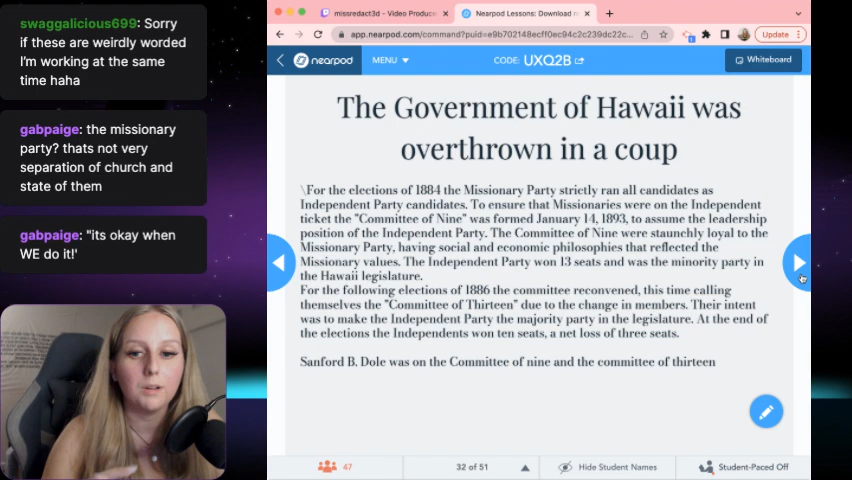 swaggalicious699: Sorry
if these are weirdly worded
I'm working at the same
time haha
gabpaige: the missionary
party? thats not very
separation of church and
state of them
gabpaige: "its okay when
WE do it!'
missredact3d - Video Produce
Nearpod Lessons: Download r
app.nearpod.com/command?puid=e9b702148ecff0ec94c2c239dc22c...
Update
nearpod
MENU
CODE: UXQ2B
Whiteboard
The Government of Hawaii was
overthrown in a coup
\For the elections of 1884 the Missionary Party strictly ran all candidates as
Independent Party candidates. To ensure that Missionaries were on the Independent
ticket the "Committee of Nine" was formed January 14, 1893, to assume the leadership
position of the Independent Party. The Committee of Nine were staunchly loyal to the
Missionary Party, having social and economic philosophies that reflected the
Missionary values. The Independent Party won 13 seats and was the minority party in
the Hawaii legislature.
For the following elections of 1886 the committee reconvened, this time calling
themselves the "Committee of Thirteen" due to the change in members. Their intent
was to make the Independent Party the majority party in the legislature. At the end of
the elections the Independents won ten seats, a net loss of three seats.
Sanford B. Dole was on the Committee of nine and the committee of thirteen
47
32 of 51
Hide Student Names
Student-Paced Off